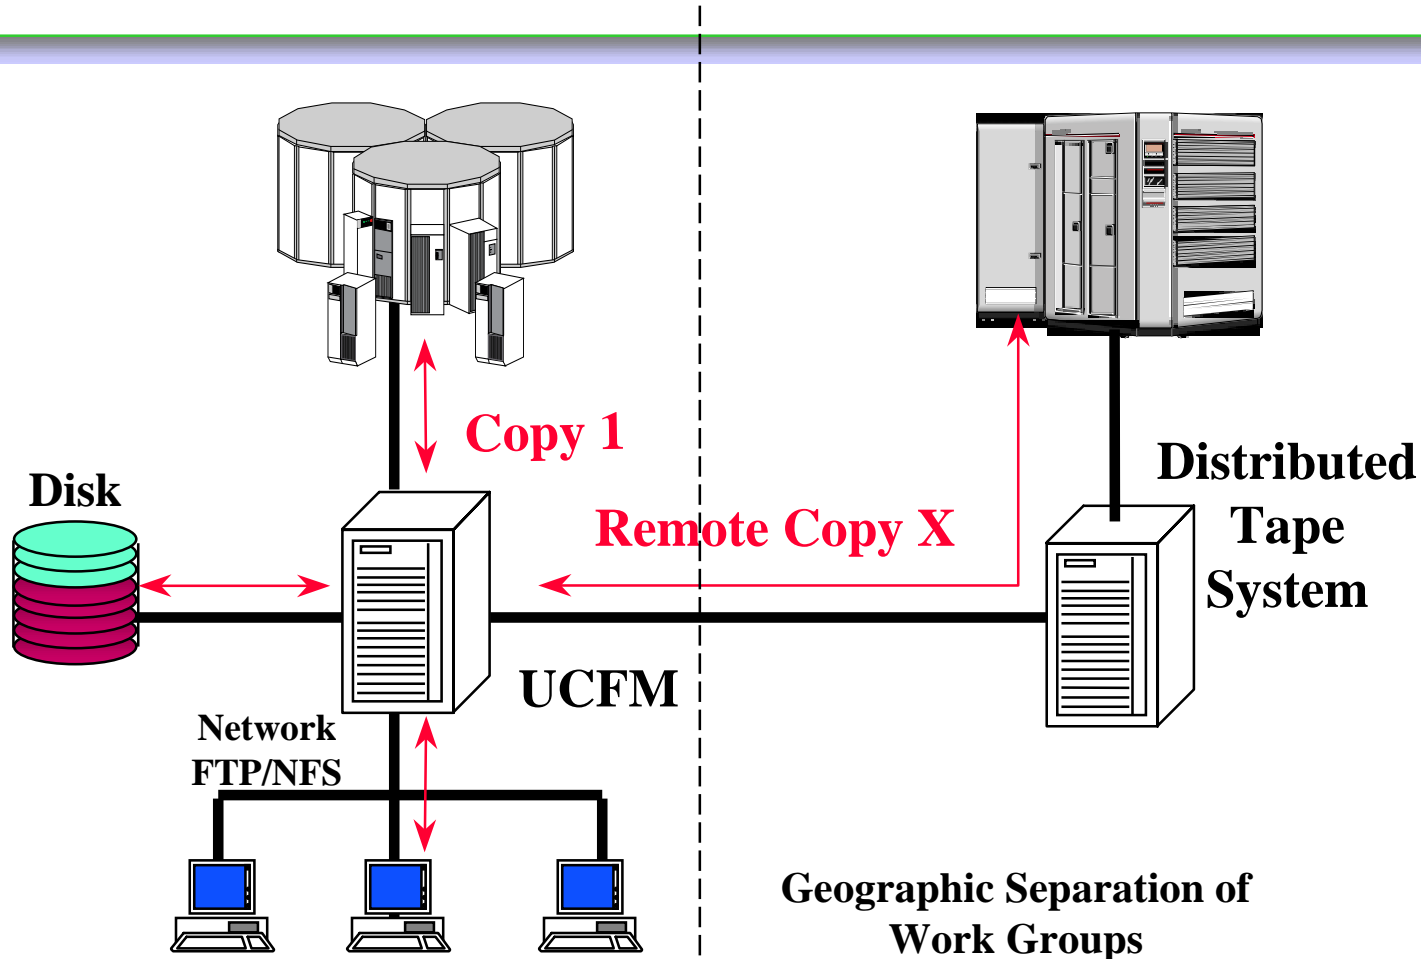 Copy 1
Disk
Remote Copy X
Distributed
Tape
System
UCFM
Network
FTP/NFS
Geographic Separation of
Work Groups